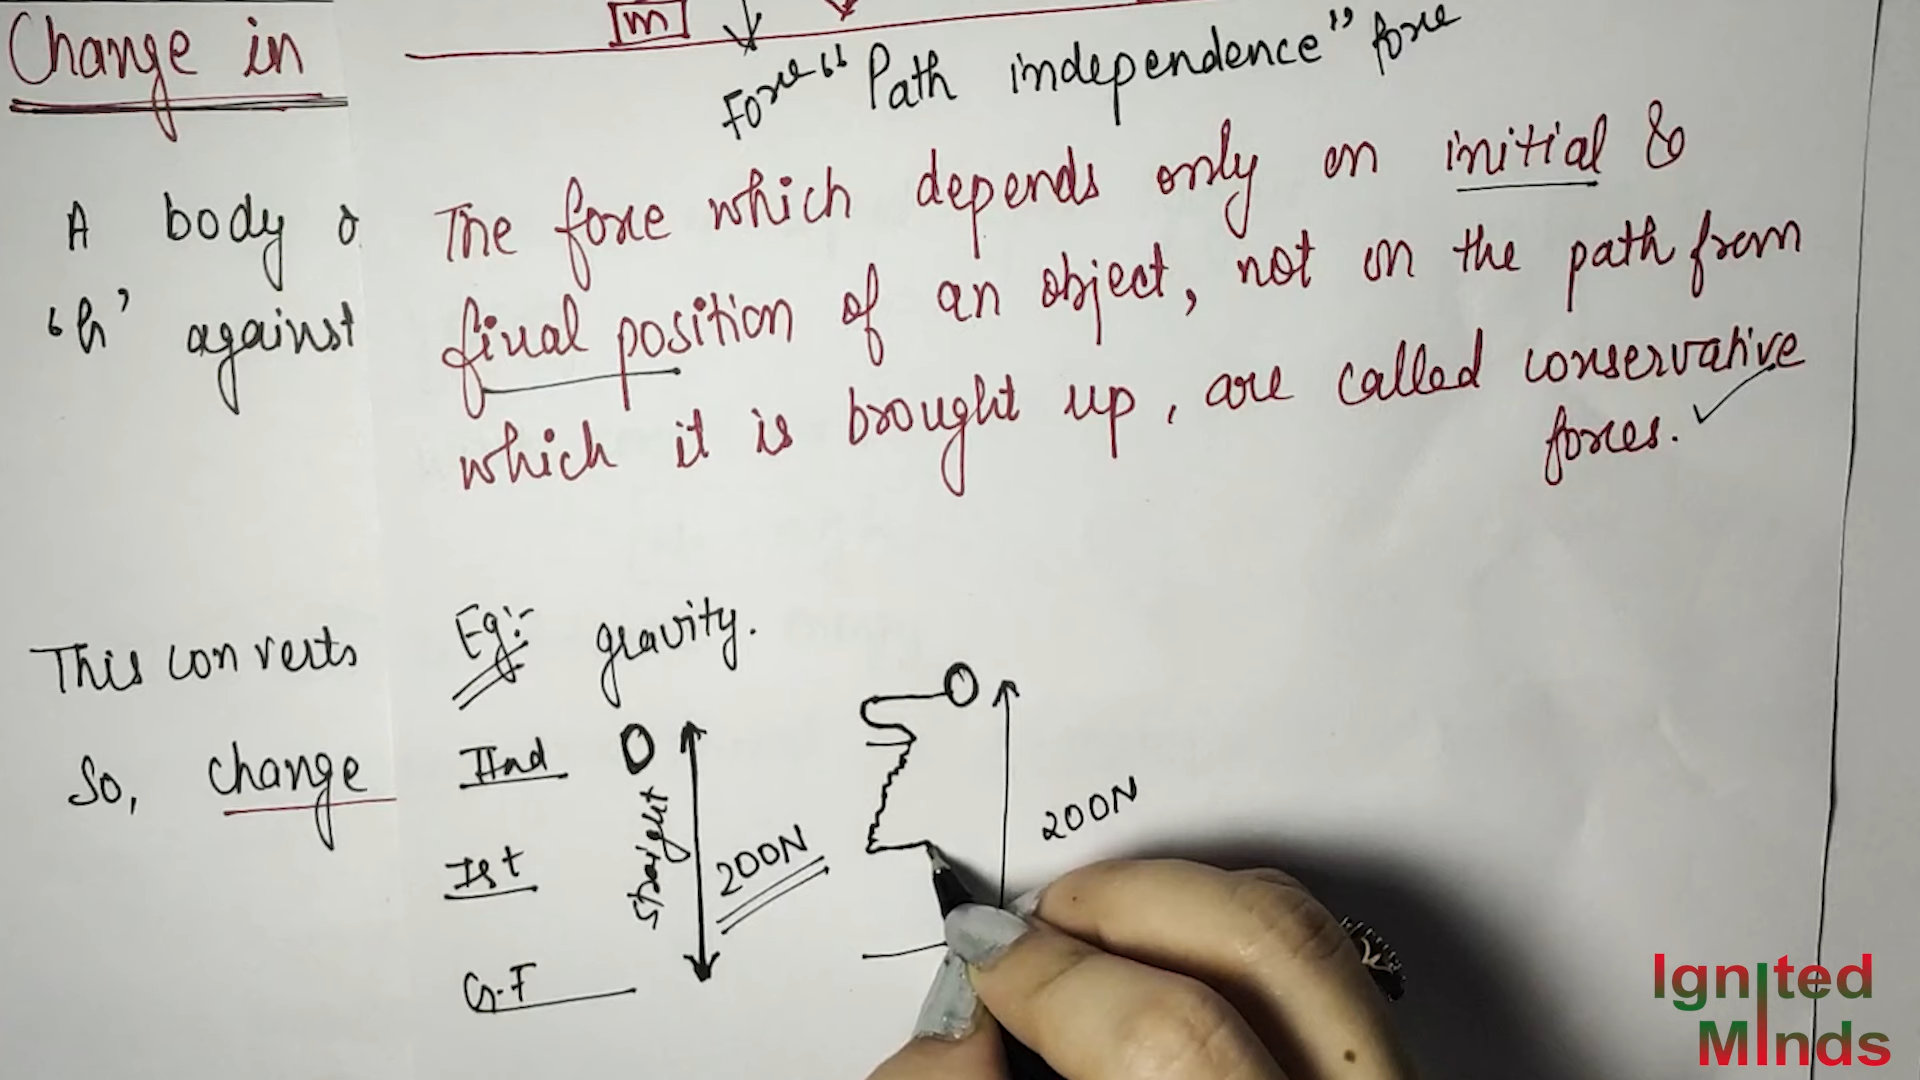 Change in
m
Force "Path independence" force
A body
The force which depends only on initial &
'h' against
final position of an object, not on the path from
which it is brought up, are called conservative
forces.
Eg:- gravity.
This converts
So, change
IInd
straight
200N
200N
Ist
G.F
Ignited
Minds